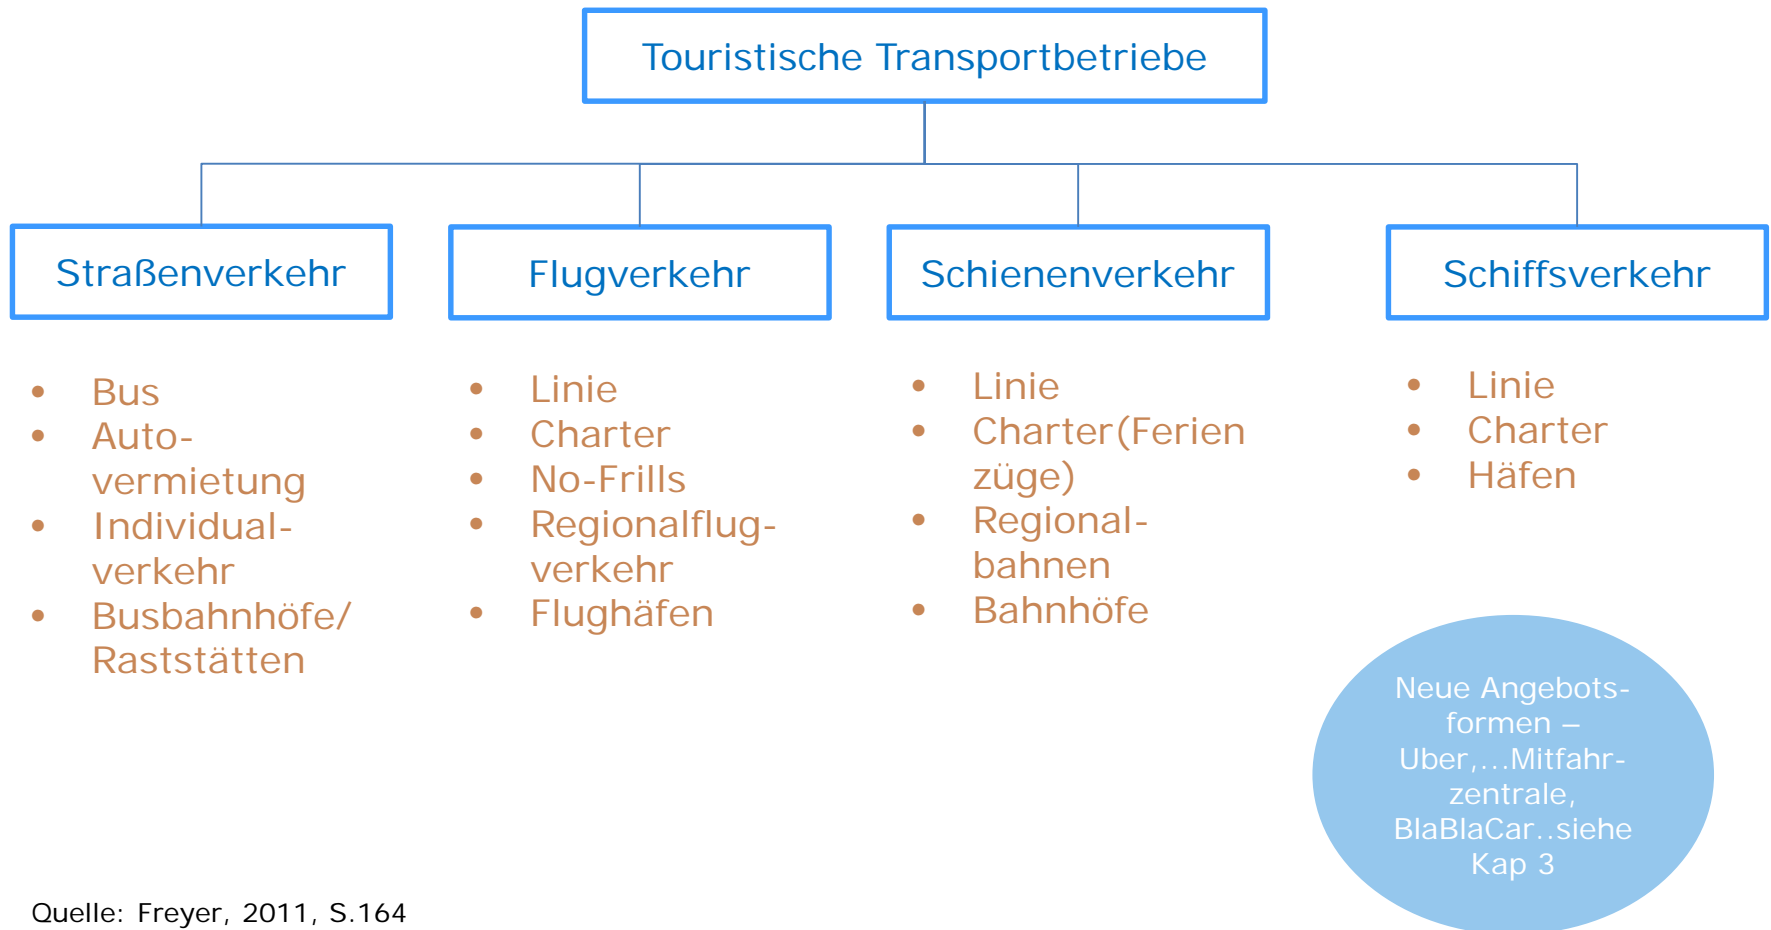 Touristische Transportbetriebe
Straßenverkehr
Flugverkehr
Schienenverkehr
Schiffsverkehr
• Bus
• Auto-
vermietung
• Individual-
verkehr
• Busbahnhöfe/
Raststätten
• Linie
• Charter
• No-Frills
• Regionalflug-
verkehr
• Flughäfen
• Linie
• Charter(Ferien
züge)
• Regional-
bahnen
• Bahnhöfe
• Linie
• Charter
• Häfen
Neue Angebots-
formen –
Uber,...Mitfahr-
zentrale,
BlaBlaCar..siehe
Kap 3
Quelle: Freyer, 2011, S.164